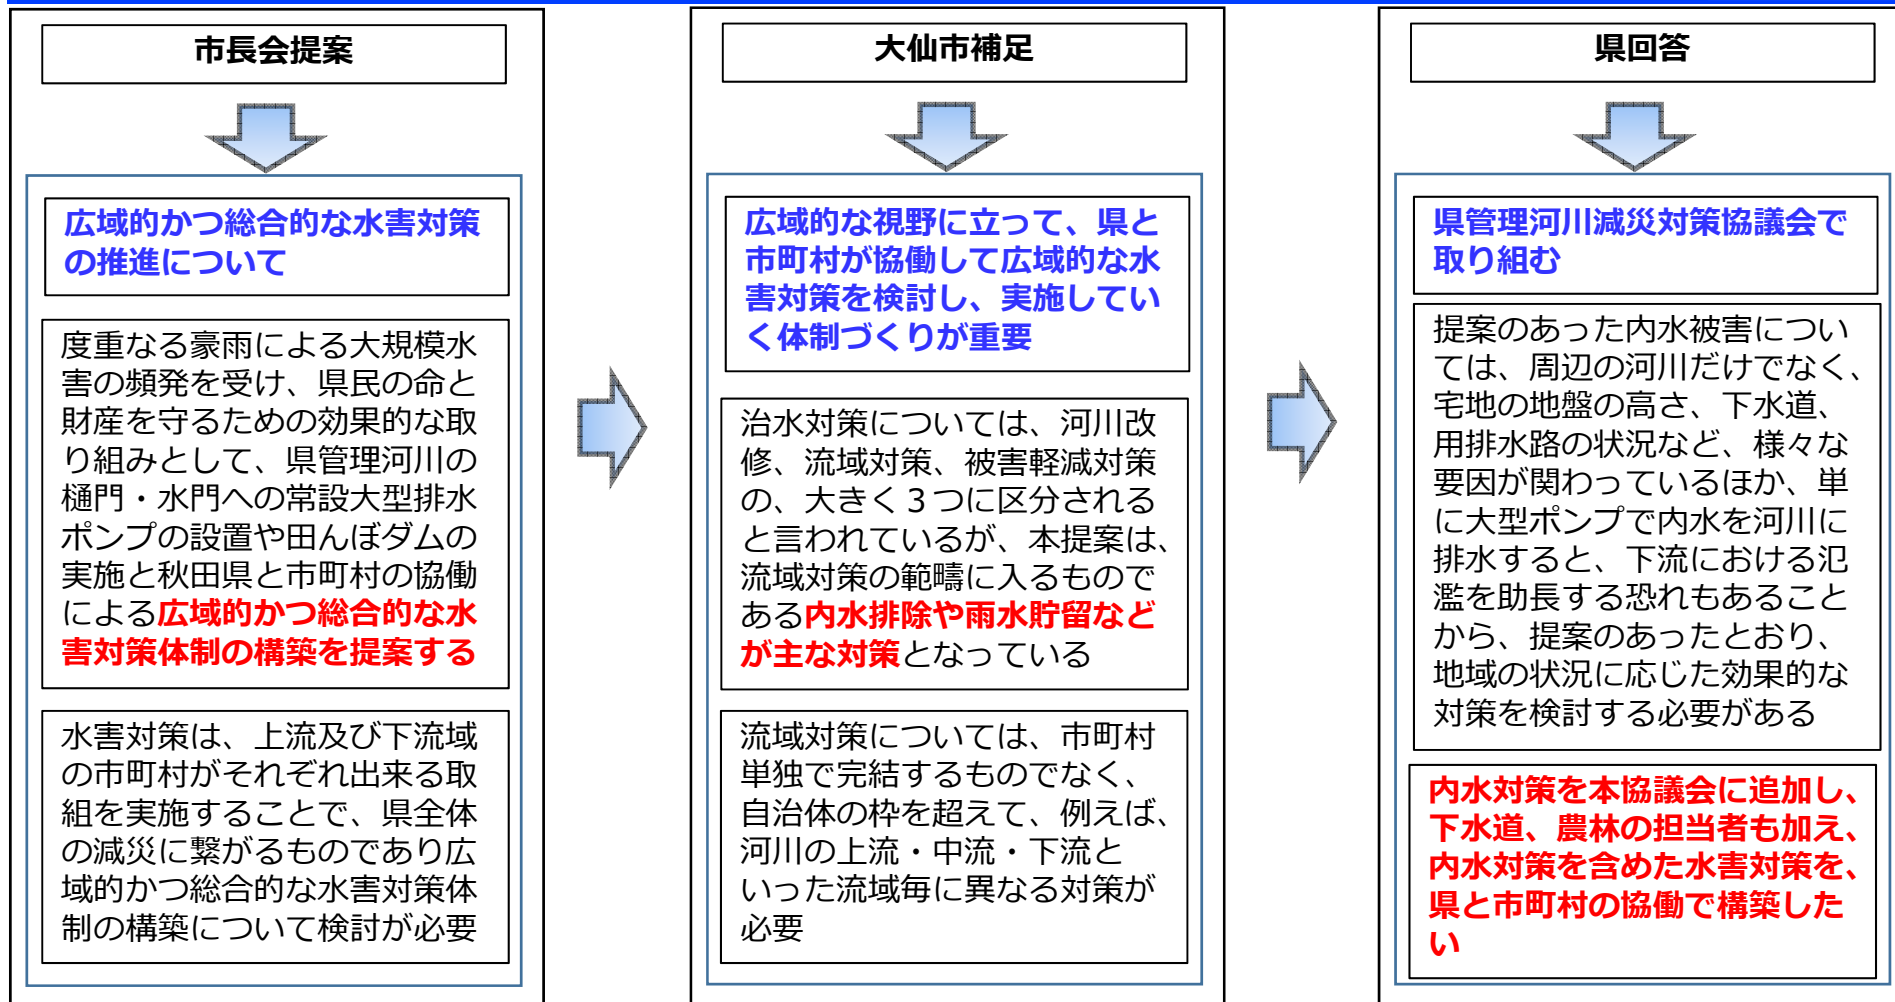 市長会提案
広域的かつ総合的な水害対策
の推進について
度重なる豪雨による大規模水
害の頻発を受け、県民の命と
財産を守るための効果的な取
り組みとして、県管理河川の
樋門・水門への常設大型排水
ポンプの設置や田んぼダムの
実施と秋田県と市町村の協働
による広域的かつ総合的な水
害対策体制の構築を提案する
水害対策は、上流及び下流域
の市町村がそれぞれ出来る取
組を実施することで、県全体
の減災に繋がるものであり広
域的かつ総合的な水害対策体
制の構築について検討が必要
大仙市補足
広域的な視野に立って、県と
市町村が協働して広域的な水
害対策を検討し、実施してい
く体制づくりが重要
治水対策については、河川改
修、流域対策、被害軽減対策
の、大きく３つに区分される
と言われているが、本提案は、
流域対策の範疇に入るもので
ある内水排除や雨水貯留など
が主な対策となっている
流域対策については、市町村
単独で完結するものでなく、
自治体の枠を超えて、例えば、
河川の上流・中流・下流と
いった流域毎に異なる対策が
必要
県回答
県管理河川減災対策協議会で
取り組む
提案のあった内水被害につい
ては、周辺の河川だけでなく、
宅地の地盤の高さ、下水道、
用排水路の状況など、様々な
要因が関わっているほか、単
に大型ポンプで内水を河川に
排水すると、下流における氾
濫を助長する恐れもあること
から、提案のあったとおり、
地域の状況に応じた効果的な
対策を検討する必要がある
内水対策を本協議会に追加し、
下水道、農林の担当者も加え、
内水対策を含めた水害対策を、
県と市町村の協働で構築した
い